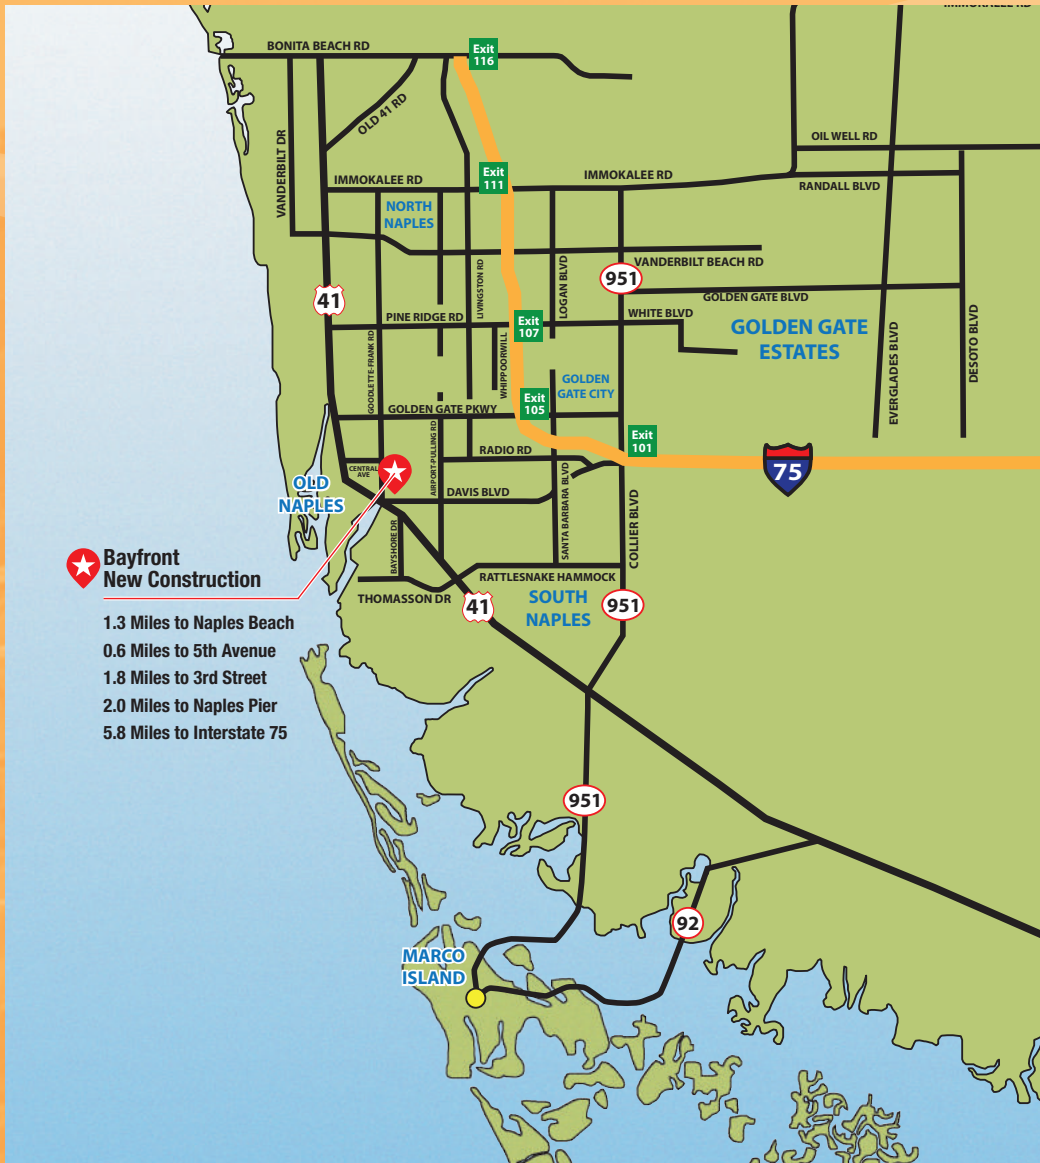 IMMOKALEE RD
BONITA BEACH RD
Exit
116
OLD 41 RD
VANDERBILT DR
OIL WELL RD
Exit
111
IMMOKALEE RD
IMMOKALEE RD
RANDALL BLVD
NORTH
NAPLES
VANDERBILT BEACH RD
LIVINGSTON RD
LOGAN BLVD
951
41
GOLDEN GATE BLVD
PINE RIDGE RD
Exit
107
WHITE BLVD
GOLDEN GATE
ESTATES
GOODLETTE-FRANK RD
WHIPPOORWILL
EVERGLADES BLVD
DESOTO BLVD
GOLDEN
GATE CITY
Exit
105
GOLDEN GATE PKWY
Exit
101
AIRPORT-PULLING RD
RADIO RD
CENTRAL
AVE
75
OLD
NAPLES
DAVIS BLVD
SANTA BARBARA BLVD
COLLIER BLVD
BAYSHORE DR
Bayfront
New Construction
RATTLESNAKE HAMMOCK
THOMASSON DR
41
SOUTH
NAPLES
951
1.3 Miles to Naples Beach
0.6 Miles to 5th Avenue
1.8 Miles to 3rd Street
2.0 Miles to Naples Pier
5.8 Miles to Interstate 75
951
92
MARCO
ISLAND